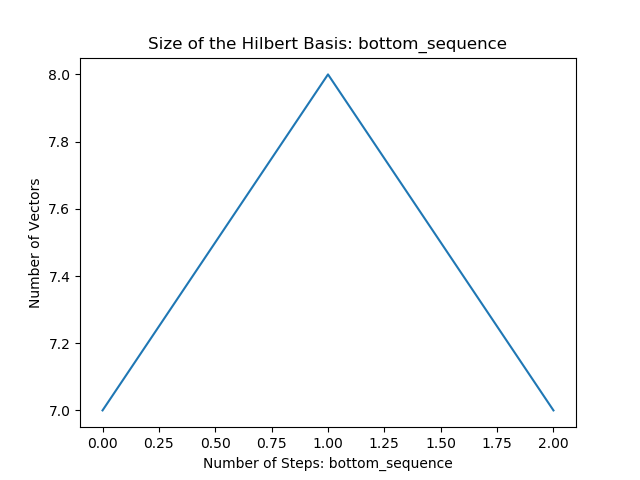 Size of the Hilbert Basis: bottom_sequence
8.0
7.8
7.6
7.4
7.2
7.0
Number of Vectors
0.00 0.25 0.50 0.75 1.00 1.25 1.50 1.75 2.00
Number of Steps: bottom_sequence